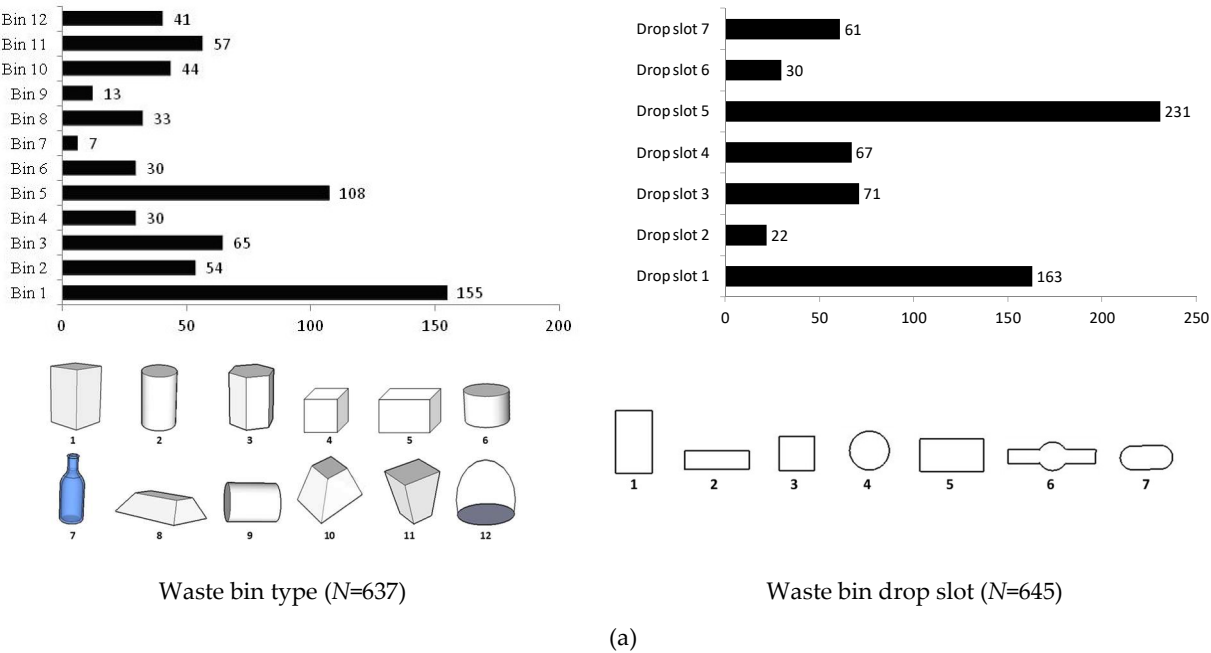 Bin 12 41
Bin 11 57
Bin 10 44
Bin 9 13
Bin 8 33
Bin 7 7
Bin 6 30
Bin 5 108
Bin 4 30
Bin 3 65
Bin 2 54
Bin 1 155
0 50 100 150 200
1 2 3 4 5 6
7 8 9 10 11 12
Waste bin type (N=637)
Drop slot 7 61
Drop slot 6 30
Drop slot 5 231
Drop slot 4 67
Drop slot 3 71
Drop slot 2 22
Drop slot 1 163
0 50 100 150 200 250
1 2 3 4 5 6 7
Waste bin drop slot (N=645)
(a)